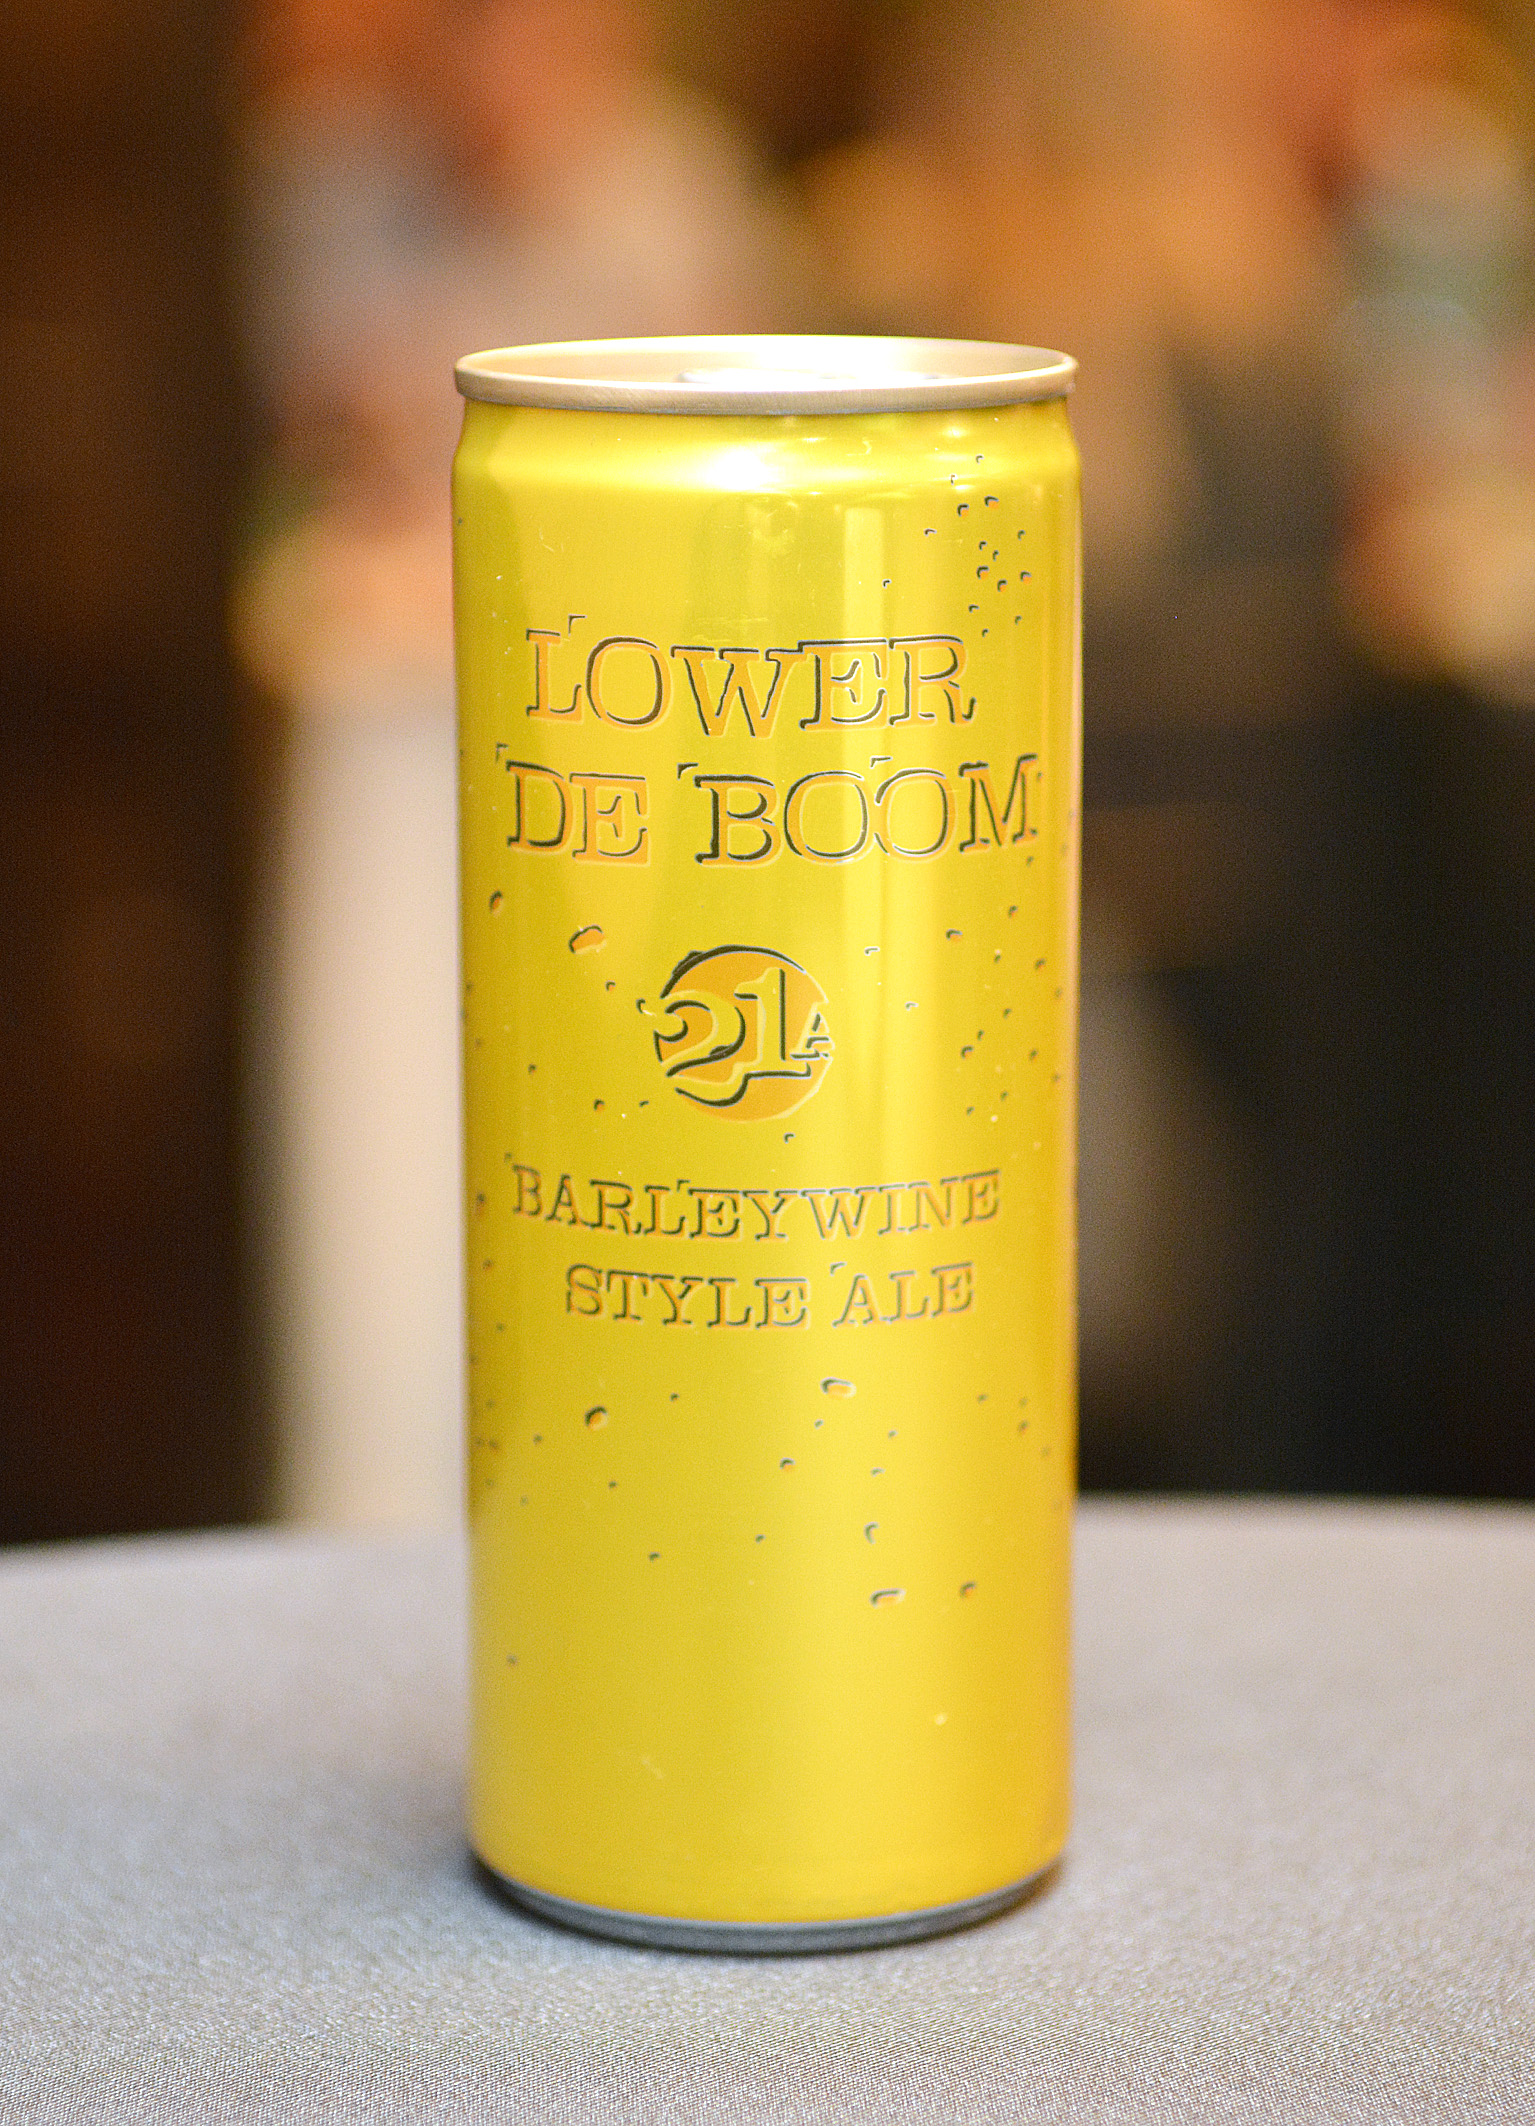 LOWER
DE BOOM
21A
BARLEYWINE
STYLE ALE